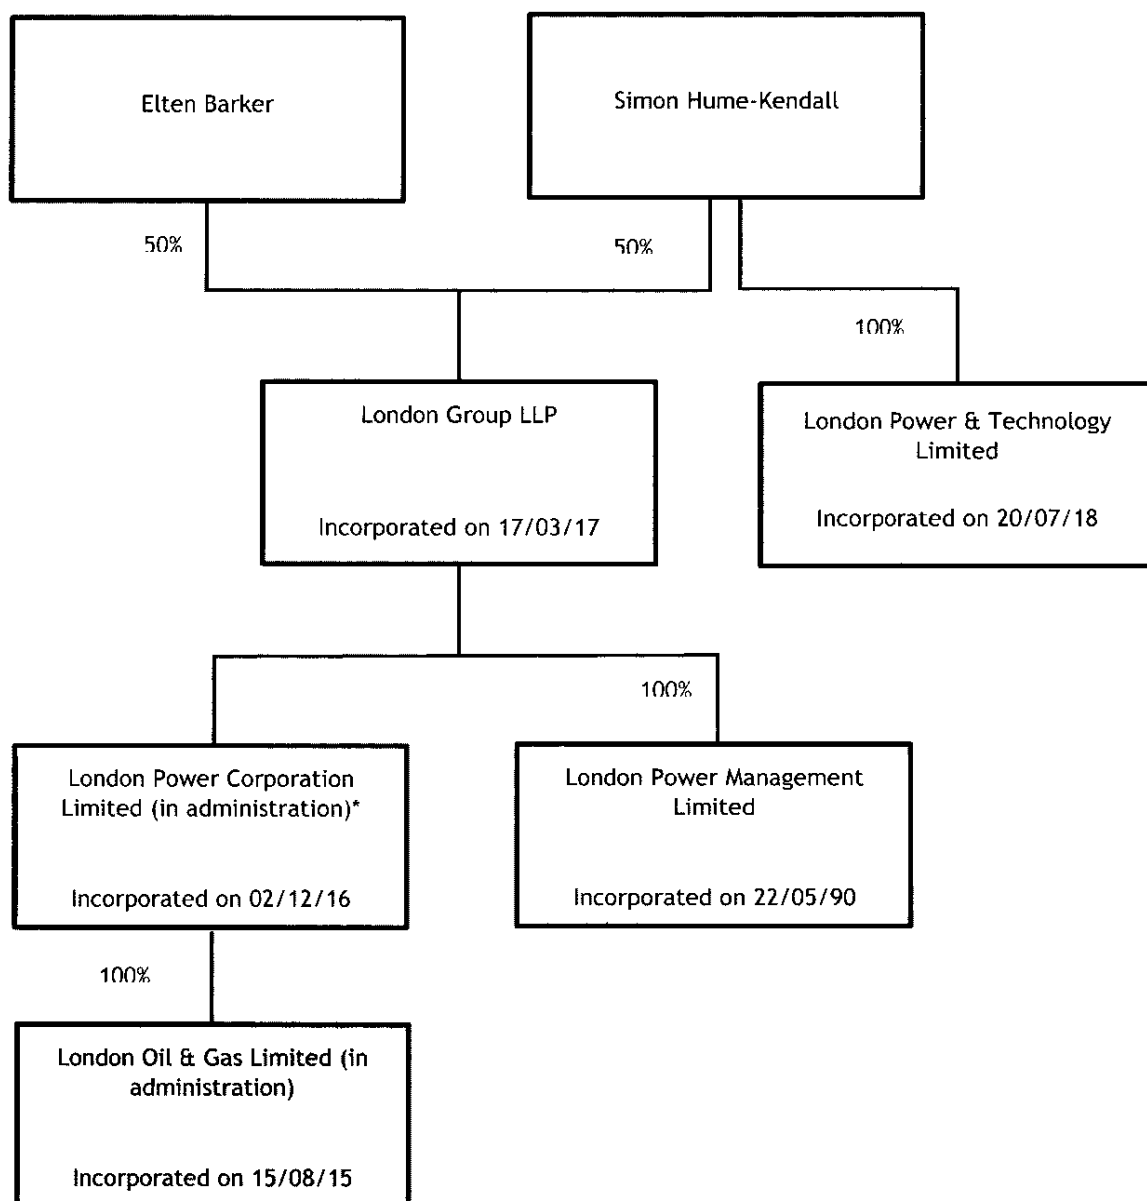 Elten Barker
Simon Hume-Kendall
50%
50%
100%
London Group LLP
Incorporated on 17/03/17
London Power & Technology
Limited
Incorporated on 20/07/18
100%
London Power Corporation
Limited (in administration)*
Incorporated on 02/12/16
London Power Management
Limited
Incorporated on 22/05/90
100%
London Oil & Gas Limited (in
administration)
Incorporated on 15/08/15